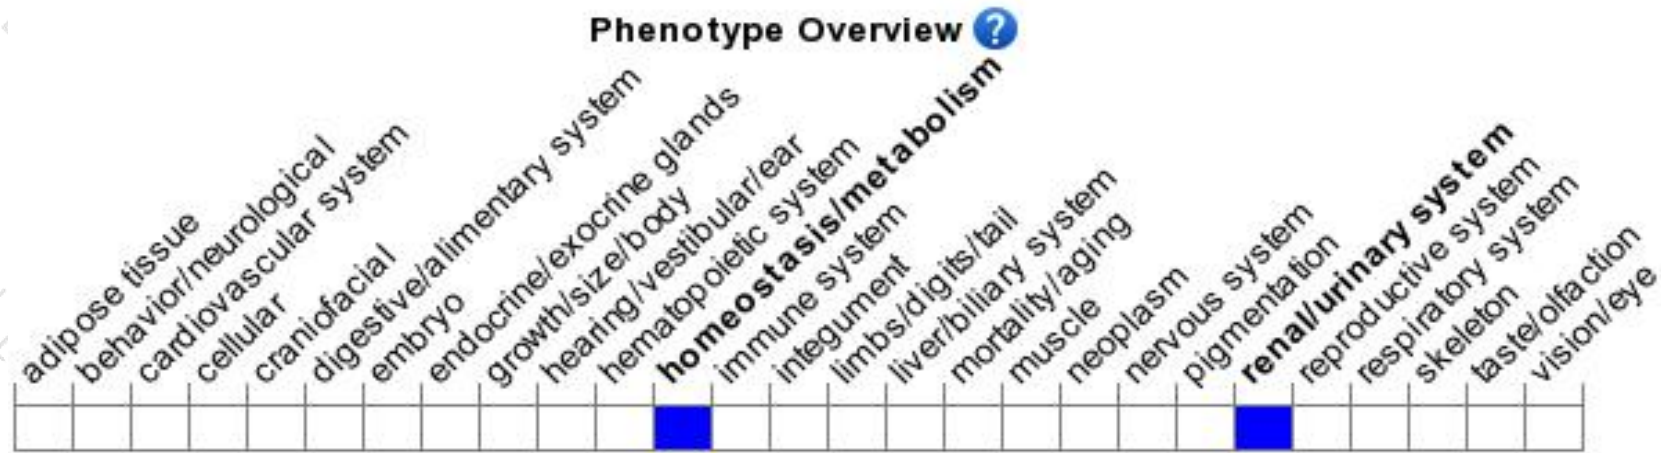 Phenotype Overview ?
adipose tissue
behavior/neurological
cardiovascular system
cellular
craniofacial
digestive/alimentary system
embryo
endocrine/exocrine glands
growth/size/body
hearing/vestibular/ear
hematopoietic system
homeostasis/metabolism
immune system
integument
limbs/digits/tail
liver/biliary system
mortality/aging
muscle
neoplasm
nervous system
pigmentation
renal/urinary system
reproductive system
respiratory system
skeleton
taste/olfaction
vision/eye